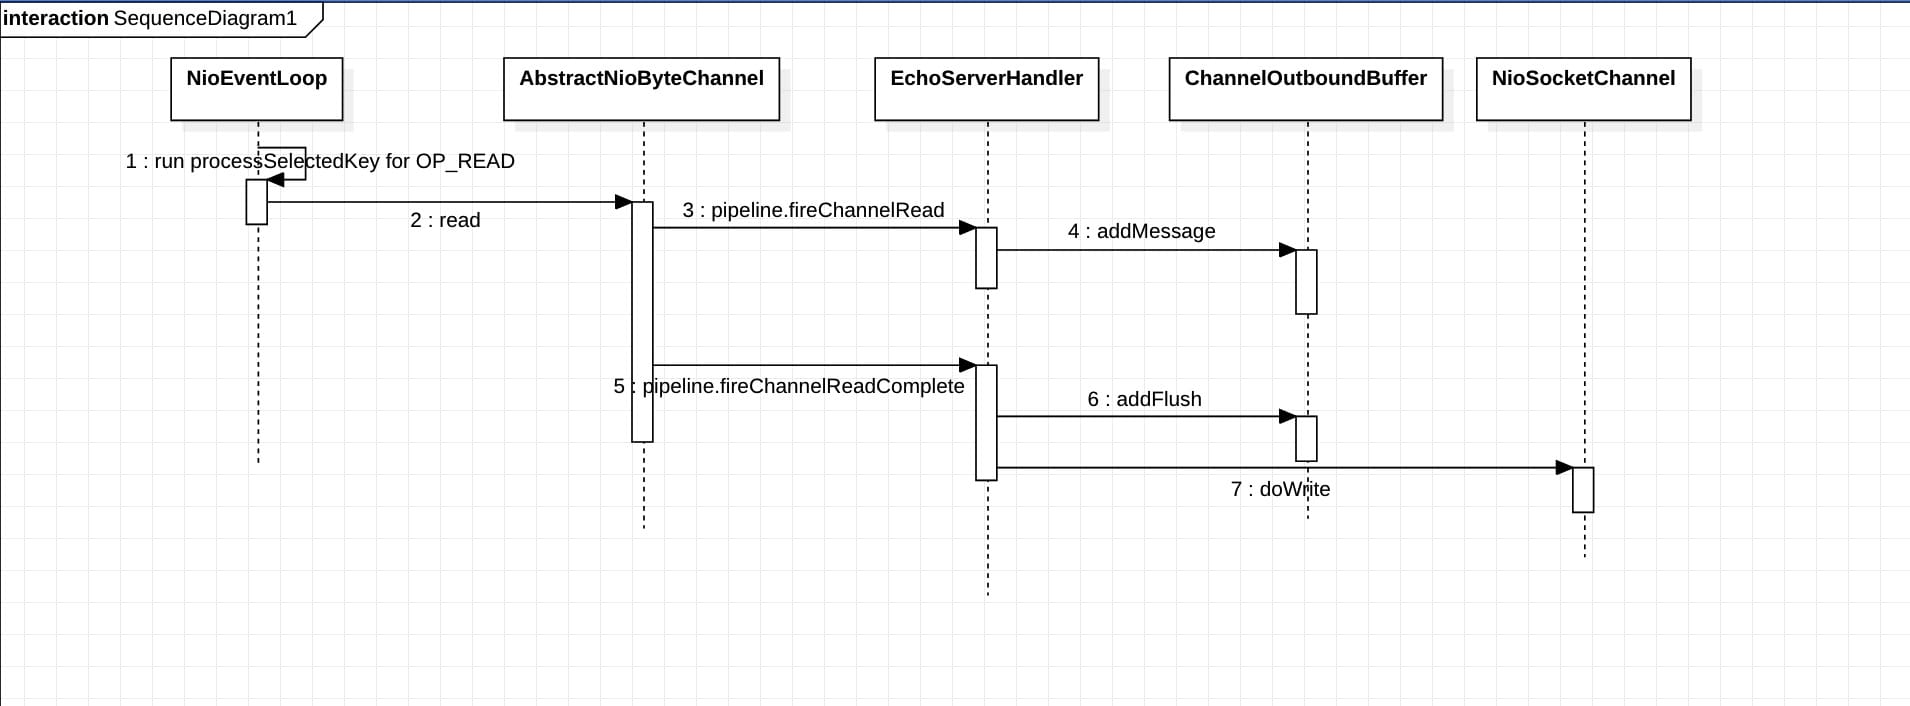 interaction SequenceDiagram1
NioEventLoop
AbstractNioByteChannel
EchoServerHandler
ChannelOutboundBuffer
NioSocketChannel
1 : run processSelectedKey for OP_READ
2 : read
3 : pipeline.fireChannelRead
4 : addMessage
5 : pipeline.fireChannelReadComplete
6 : addFlush
7 : doWrite